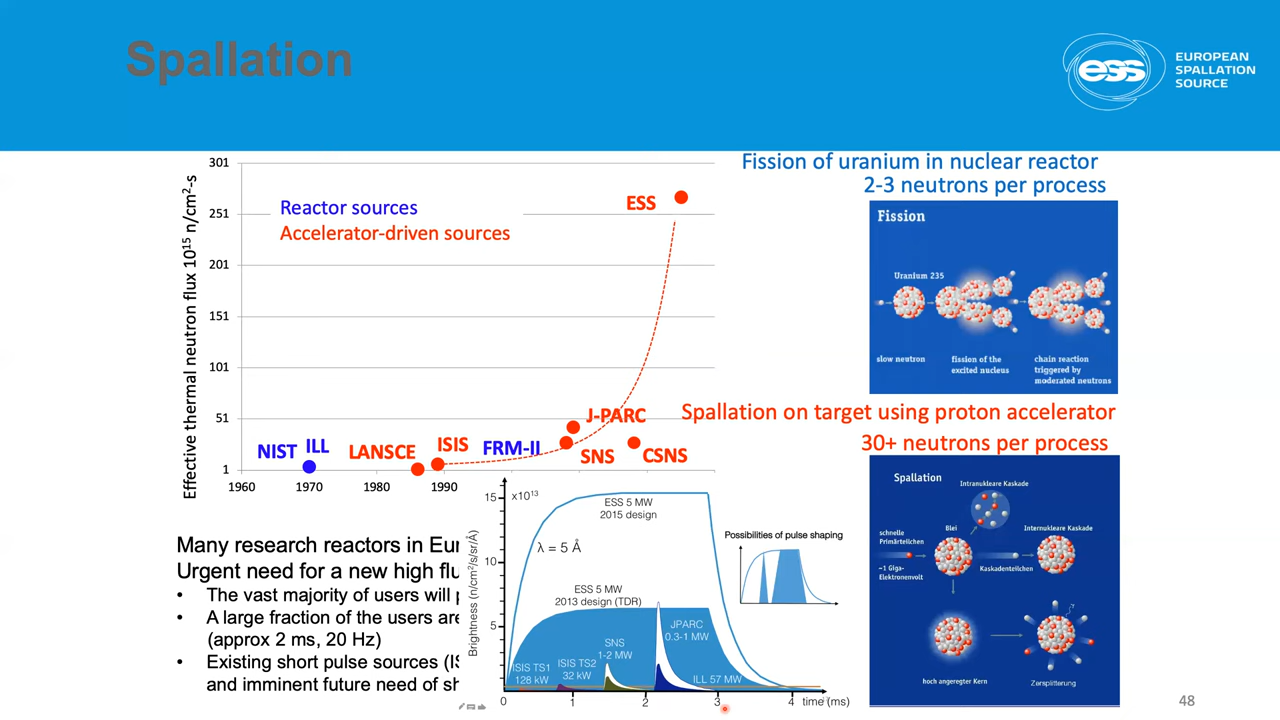 Spallation
ess
EUROPEAN
SPALLATION
SOURCE
Effective thermal neutron flux 10¹⁵ n/cm²-s
301
251
201
151
101
51
1
1960
1970
1980
1990
Reactor sources
Accelerator-driven sources
ESS
J-PARC
NIST
ILL
LANSCE
ISIS
FRM-II
SNS
CSNS
Fission of uranium in nuclear reactor
2-3 neutrons per process
Fission
Uranium 235
slow neutron
fission of the
excited nucleus
chain reaction
triggered by
moderated neutrons
Spallation on target using proton accelerator
30+ neutrons per process
Spallation
Intranukleare Kaskade
schnelle
Primärteilchen
Blei
Internukleare Kaskade
~1 Giga-
Elektronenvolt
Kaskadenteilchen
hoch angeregter Kern
Zersplitterung
Many research reactors in Eur
Urgent need for a new high flu
• The vast majority of users will
• A large fraction of the users are
(approx 2 ms, 20 Hz)
• Existing short pulse sources (IS
and imminent future need of sh
Brightness (n/cm²/s/sr/Å)
x10¹³
15
10
5
ESS 5 MW
2015 design
λ = 5 Å
ESS 5 MW
2013 design (TDR)
JPARC
0.3-1 MW
SNS
1-2 MW
ISIS TS1
128 kW
ISIS TS2
32 kW
ILL 57 MW
0
1
2
3
4
time (ms)
Possibilities of pulse shaping
48